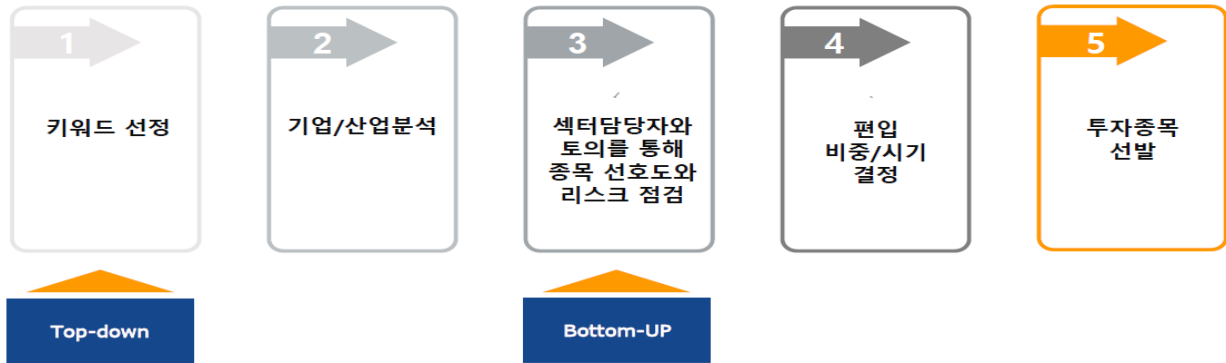 1
키워드 선정
2
기업/산업분석
3
섹터담당자와
토의를 통해
종목 선호도와
리스크 점검
4
편입
비중/시기
결정
5
투자종목
선발
Top-down
Bottom-UP